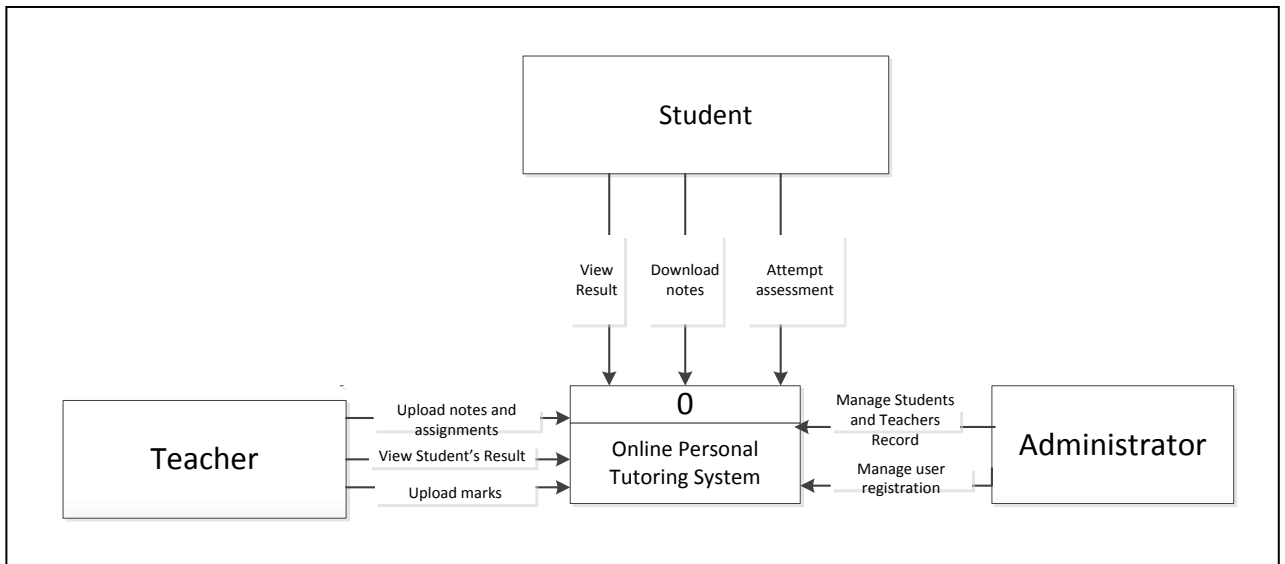 Student
View
Result
Download
notes
Attempt
assessment
Teacher
Upload notes and
assignments
View Student’s Result
Upload marks
0
Online Personal
Tutoring System
Manage Students
and Teachers
Record
Manage user
registration
Administrator